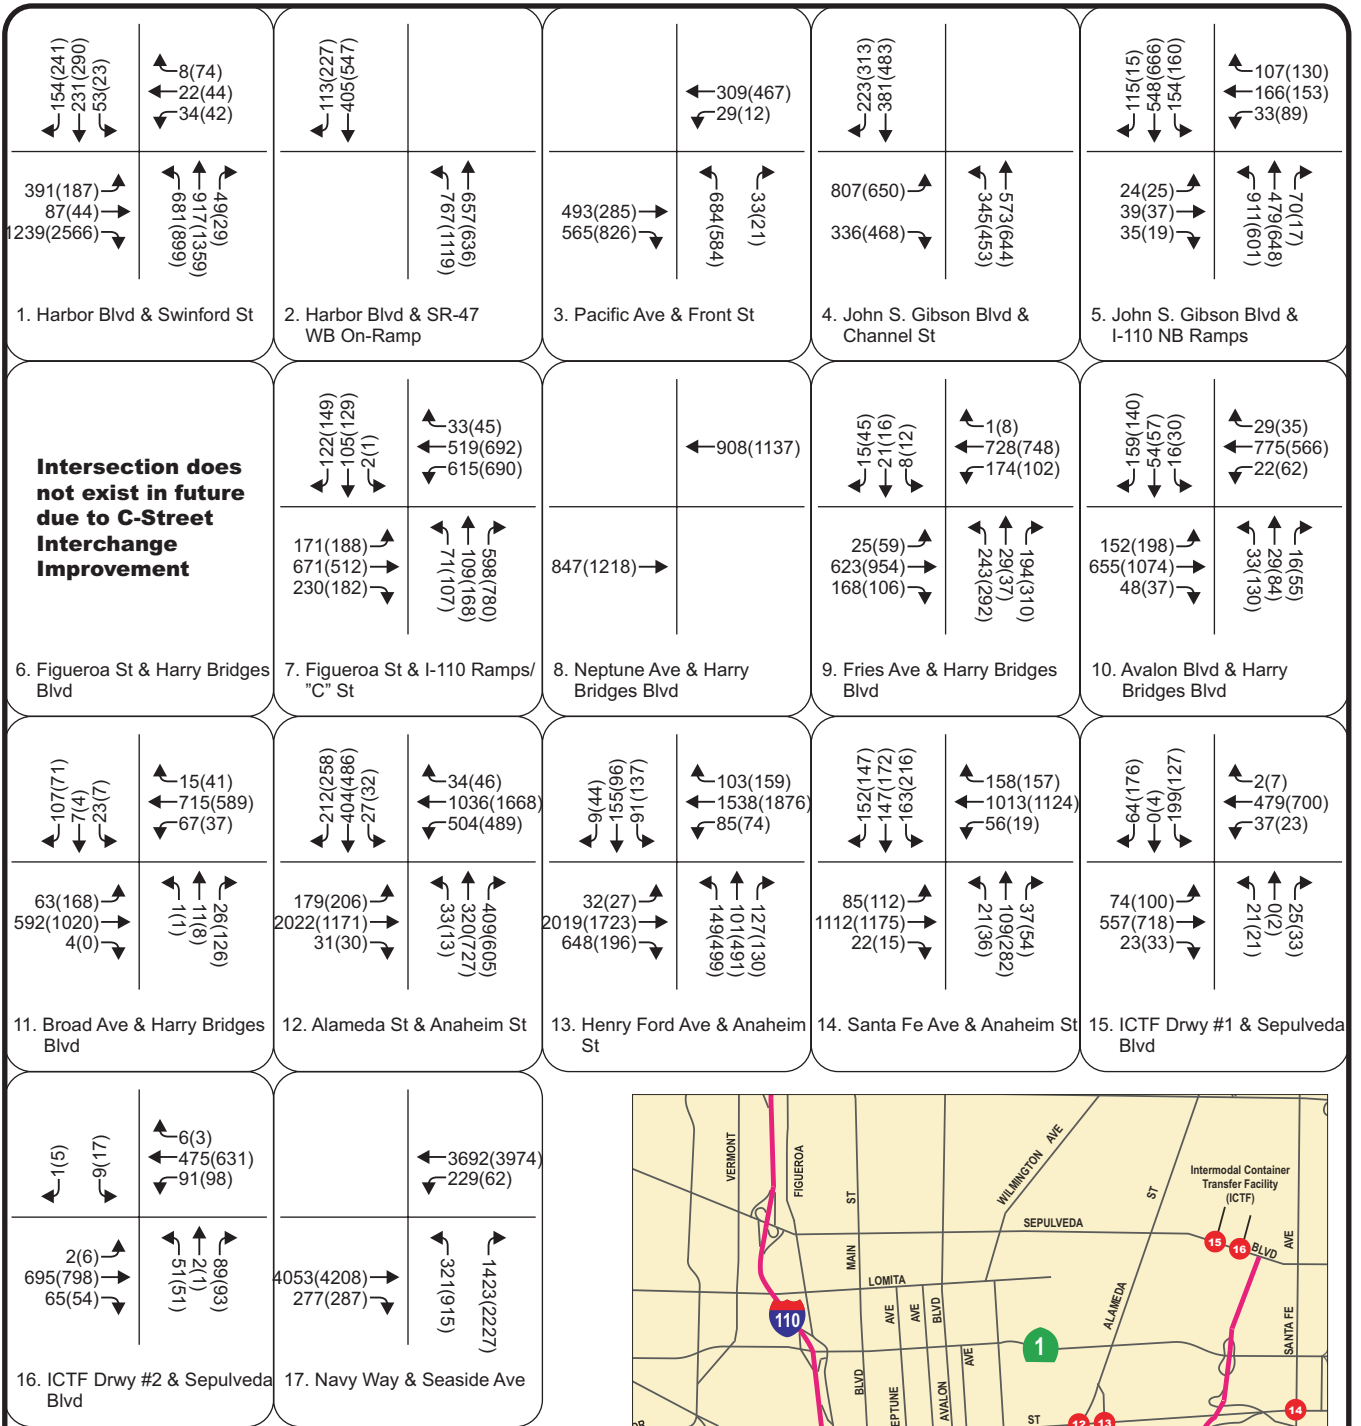 154(241)
231(290)
53(23)
8(74)
22(44)
34(42)
391(187)
87(44)
1239(2566)
681(899)
917(1359)
49(29)
1. Harbor Blvd & Swinford St
113(227)
405(547)
767(1119)
657(636)
2. Harbor Blvd & SR-47
WB On-Ramp
309(467)
29(12)
493(285)
565(826)
684(584)
33(21)
3. Pacific Ave & Front St
223(313)
381(483)
807(650)
336(468)
345(453)
573(644)
4. John S. Gibson Blvd &
Channel St
115(15)
548(666)
154(160)
107(130)
166(153)
33(89)
24(25)
39(37)
35(19)
911(601)
479(648)
70(17)
5. John S. Gibson Blvd &
I-110 NB Ramps
Intersection does
not exist in future
due to C-Street
Interchange
Improvement
6. Figueroa St & Harry Bridges
Blvd
122(149)
105(129)
2(1)
33(45)
519(692)
615(690)
171(188)
671(512)
230(182)
71(107)
109(168)
598(780)
7. Figueroa St & I-110 Ramps/
”C” St
908(1137)
847(1218)
8. Neptune Ave & Harry
Bridges Blvd
15(45)
21(16)
8(12)
1(8)
728(748)
174(102)
25(59)
623(954)
168(106)
243(292)
29(37)
194(310)
9. Fries Ave & Harry Bridges
Blvd
159(140)
54(57)
16(30)
29(35)
775(566)
22(62)
152(198)
655(1074)
48(37)
33(130)
29(84)
16(55)
10. Avalon Blvd & Harry
Bridges Blvd
107(71)
7(4)
23(7)
15(41)
715(589)
67(37)
63(168)
592(1020)
4(0)
1(1)
11(8)
26(126)
11. Broad Ave & Harry Bridges
Blvd
212(258)
404(486)
27(32)
34(46)
1036(1668)
504(489)
179(206)
2022(1171)
31(30)
33(13)
320(727)
409(605)
12. Alameda St & Anaheim St
9(44)
155(96)
91(137)
103(159)
1538(1876)
85(74)
32(27)
2019(1723)
648(196)
149(499)
101(491)
127(130)
13. Henry Ford Ave & Anaheim
St
152(147)
147(172)
163(216)
158(157)
1013(1124)
56(19)
85(112)
1112(1175)
22(15)
21(36)
109(282)
37(54)
14. Santa Fe Ave & Anaheim St
64(176)
0(4)
199(127)
2(7)
479(700)
37(23)
74(100)
557(718)
23(33)
21(21)
0(2)
25(33)
15. ICTF Drwy #1 & Sepulveda
Blvd
1(5)
9(17)
6(3)
475(631)
91(98)
2(6)
695(798)
65(54)
51(51)
2(1)
89(93)
16. ICTF Drwy #2 & Sepulveda
Blvd
3692(3974)
229(62)
4053(4208)
277(287)
321(915)
1423(2227)
17. Navy Way & Seaside Ave
VERMONT
FIGUEROA
ST
MAIN
BLVD
WILMINGTON AVE
ST
ALAMEDA
Intermodal Container
Transfer Facility
(ICTF)
SEPULVEDA
15
16
BLVD
AVE
SANTA FE
LOMITA
110
AVE
AVE
BLVD
AVALON
AVE
1
ST
12
13
14